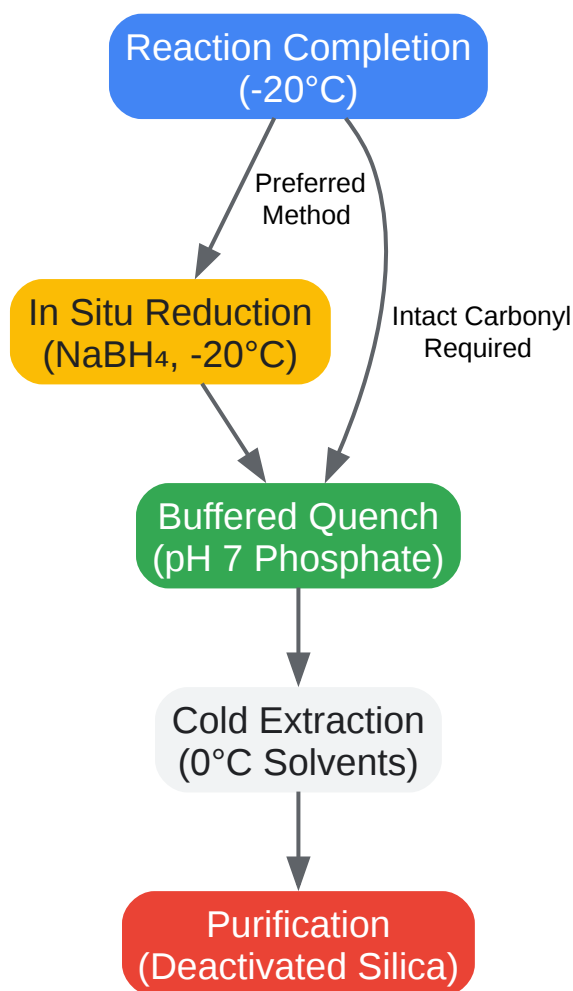 Reaction Completion
(-20°C)
Preferred
Method
In Situ Reduction
(NaBH₄, -20°C)
Intact Carbonyl
Required
Buffered Quench
(pH 7 Phosphate)
Cold Extraction
(0°C Solvents)
Purification
(Deactivated Silica)